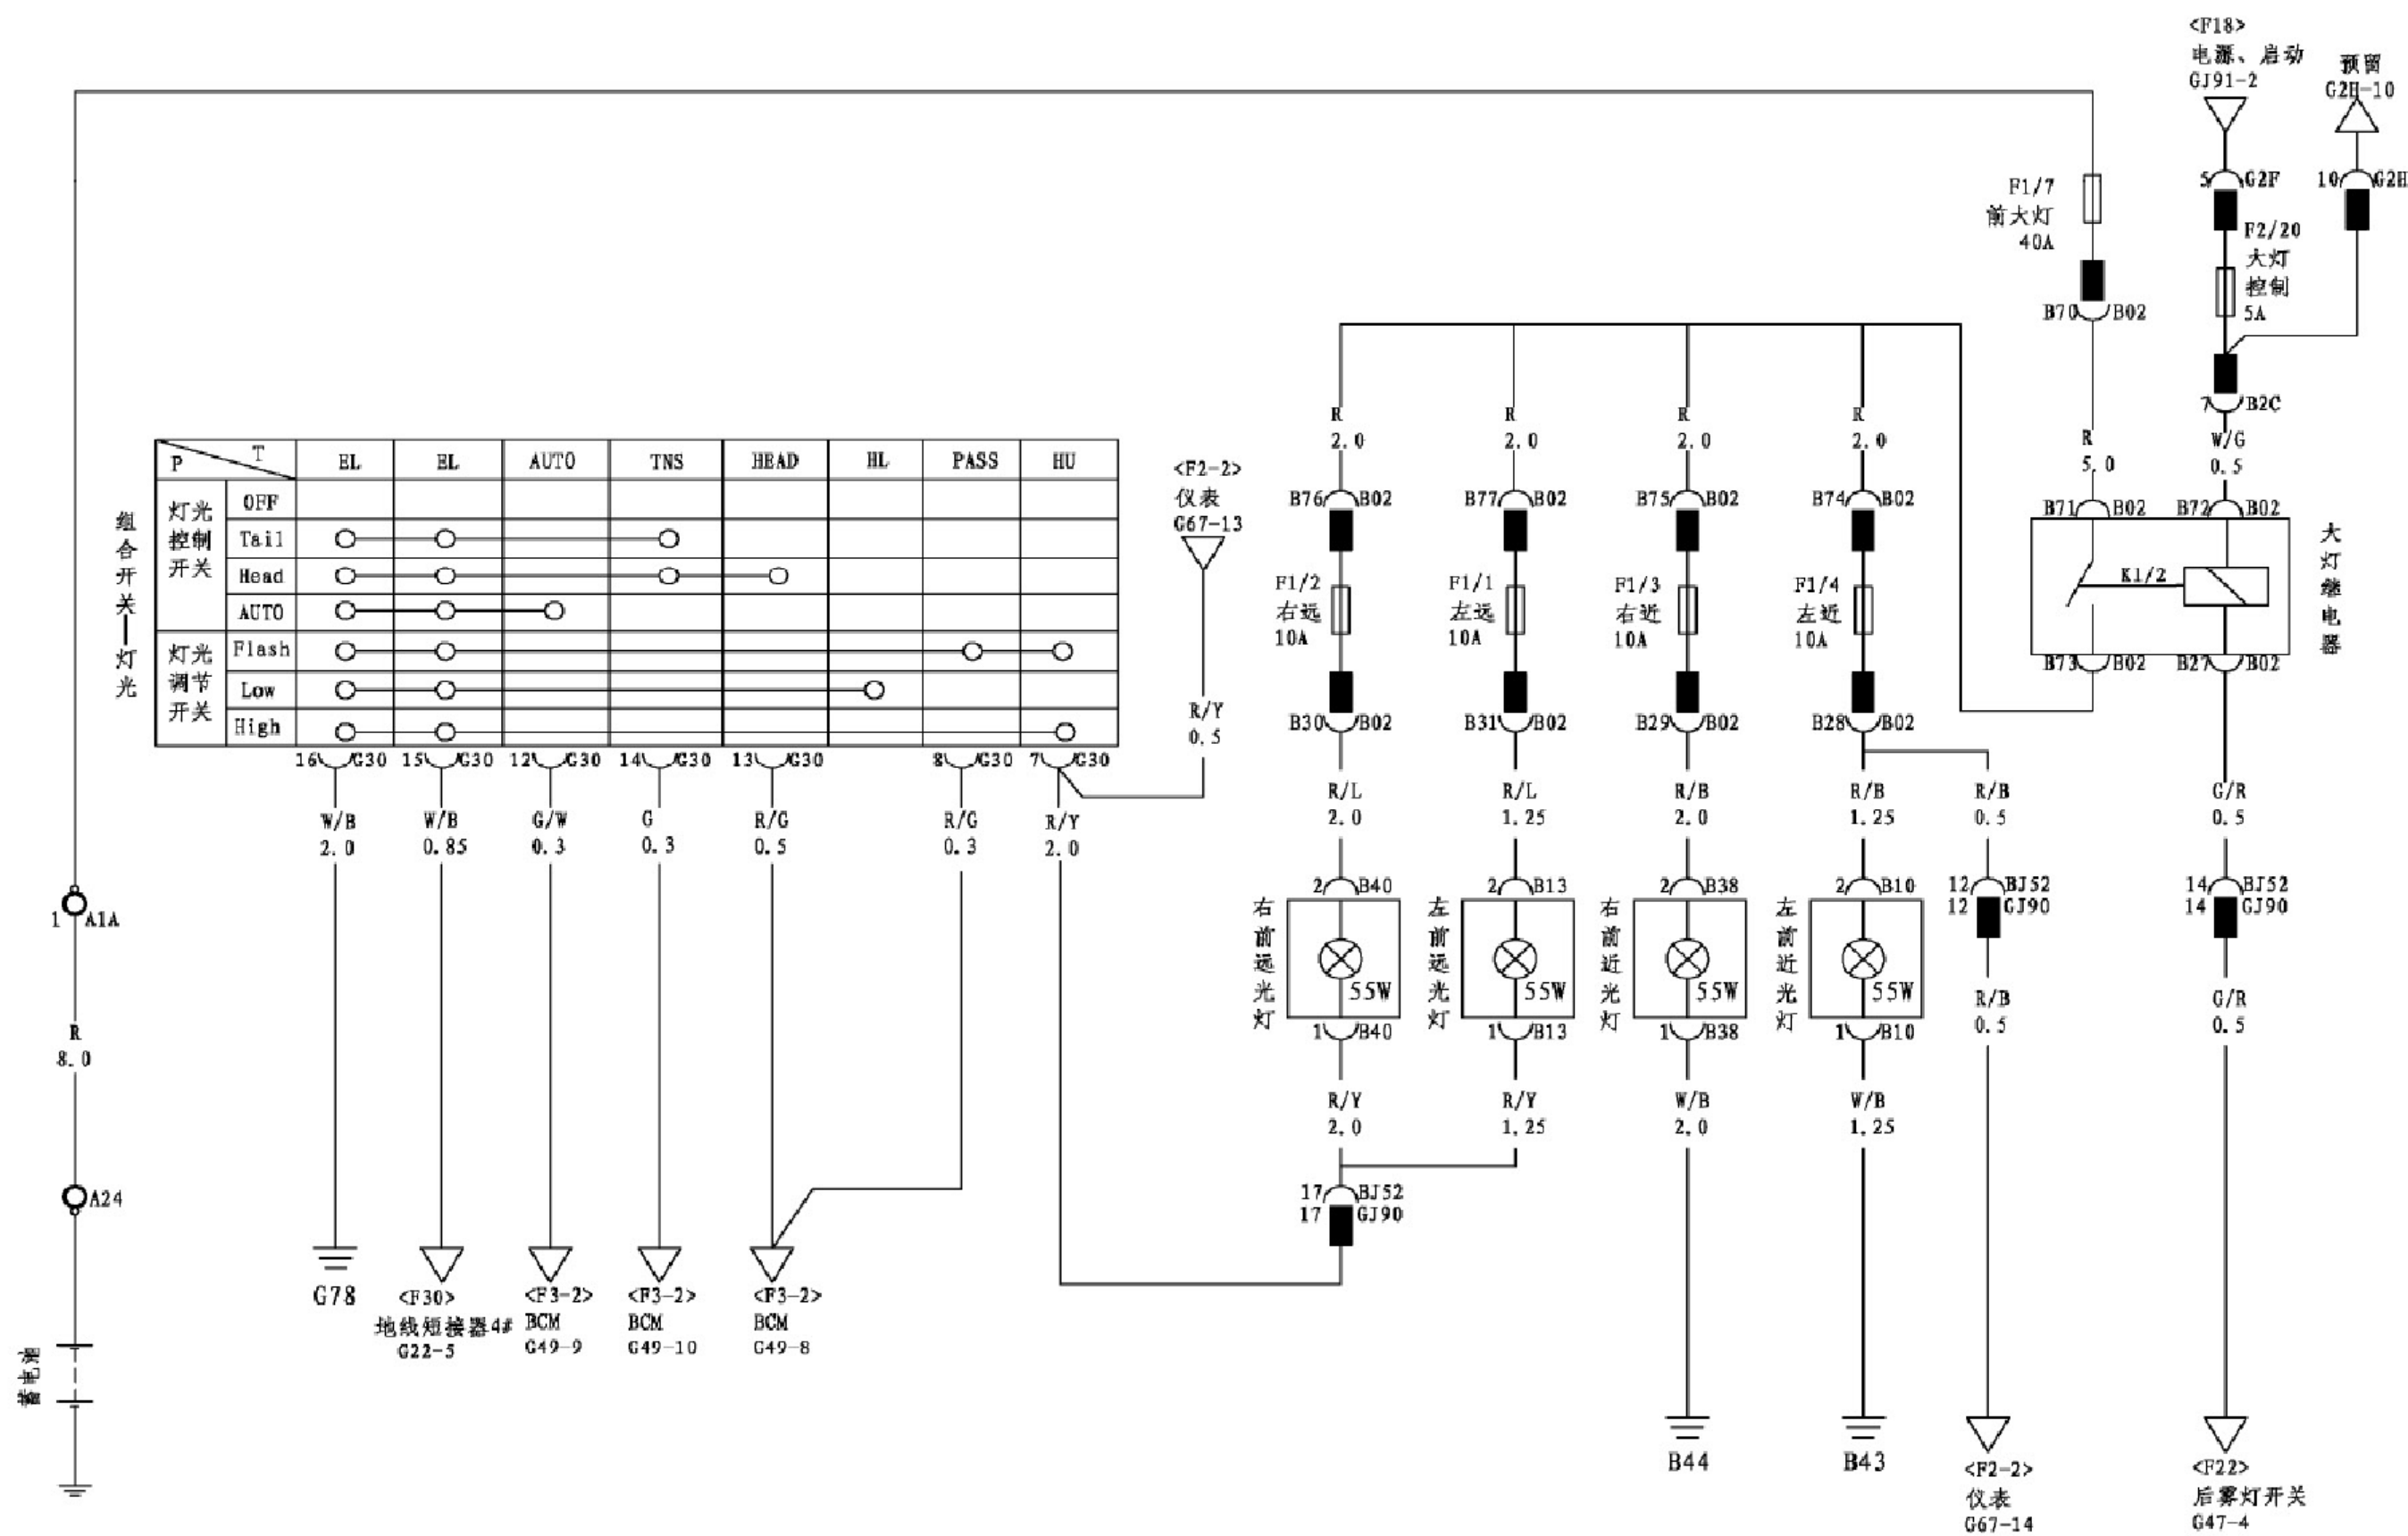 <F18>
电源、启动
GJ91-2
预留
G2H-10
5 G2F
10 G2H
F1/7
前大灯
40A
F2/20
大灯
控制
5A
B70 B02
7 B2C
R
5.0
W/G
0.5
B71 B02
B72 B02
K1/2
大灯继电器
B73 B02
B27 B02
R
2.0
R
2.0
R
2.0
R
2.0
B76 B02
B77 B02
B75 B02
B74 B02
F1/2
右远
10A
F1/1
左远
10A
F1/3
右近
10A
F1/4
左近
10A
B30 B02
B31 B02
B29 B02
B28 B02
<F2-2>
仪表
G67-13
R/Y
0.5
组合开关—灯光
P T EL EL AUTO TNS HEAD HL PASS HU
灯光
控制
开关
OFF
Tail
Head
AUTO
灯光
调节
开关
Flash
Low
High
16 G30
15 G30
12 G30
14 G30
13 G30
8 G30
7 G30
W/B
2.0
W/B
0.85
G/W
0.3
G
0.3
R/G
0.5
R/G
0.3
R/Y
2.0
R/L
2.0
R/L
1.25
R/B
2.0
R/B
1.25
R/B
0.5
G/R
0.5
2 B40
2 B13
2 B38
2 B10
12 BJ52
12 GJ90
14 BJ52
14 GJ90
右前远光灯
55W
左前远光灯
55W
右前近光灯
55W
左前近光灯
55W
1 B40
1 B13
1 B38
1 B10
R/B
0.5
G/R
0.5
R/Y
2.0
R/Y
1.25
W/B
2.0
W/B
1.25
17 BJ52
17 GJ90
1 A1A
R
8.0
A24
蓄电池
G78
<F30>
地线短接器4#
G22-5
<F3-2>
BCM
G49-9
<F3-2>
BCM
G49-10
<F3-2>
BCM
G49-8
B44
B43
<F2-2>
仪表
G67-14
<F22>
后雾灯开关
G47-4